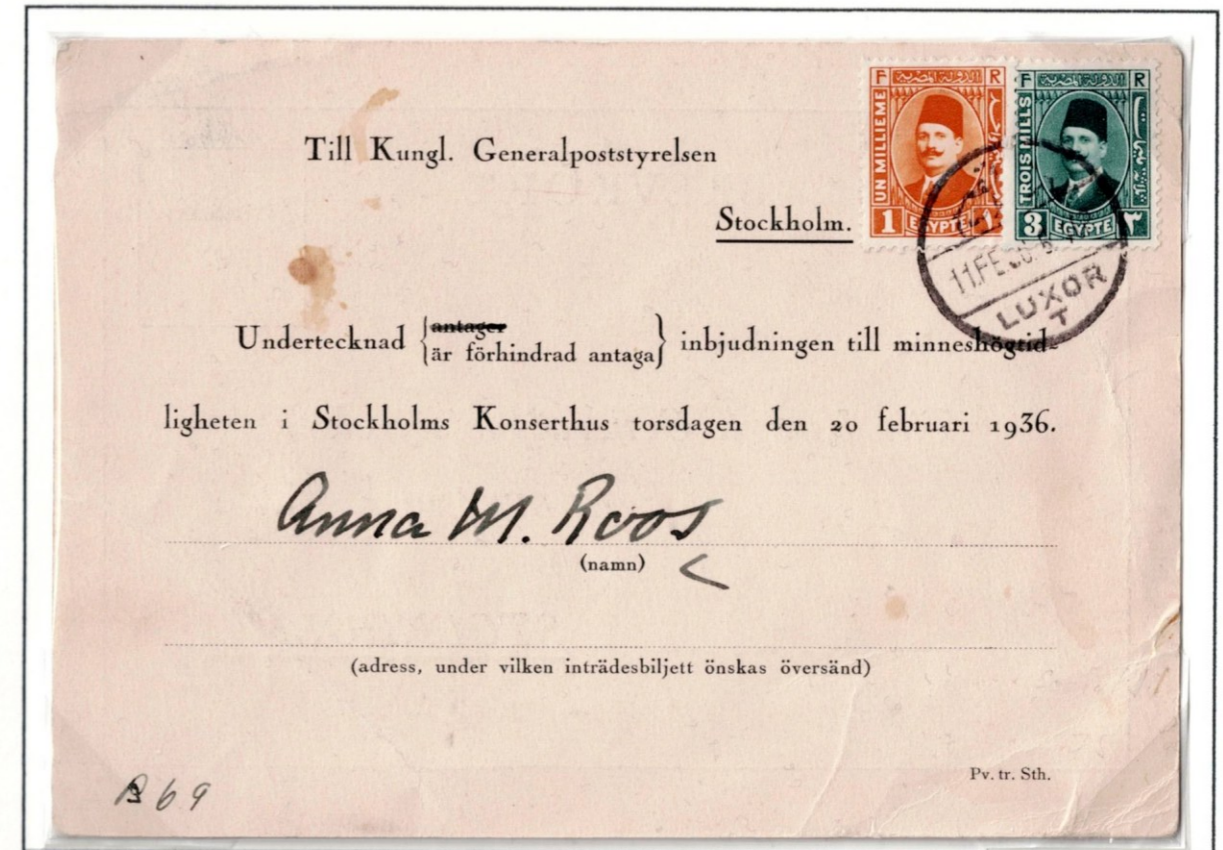 F R F R
UN MILLIEME TROIS MILLS
Till Kungl. Generalpoststyrelsen
Stockholm.
1 EGYPTE 3 EGYPTE ٣
11.FE
LUXOR
T
Undertecknad {antager
är förhindrad antaga} inbjudningen till minneshögtid-
ligheten i Stockholms Konserthus torsdagen den 20 februari 1936.
Anna M. Roos
(namn)
(adress, under vilken inträdesbiljett önskas översänd)
Pv. tr. Sth.
69